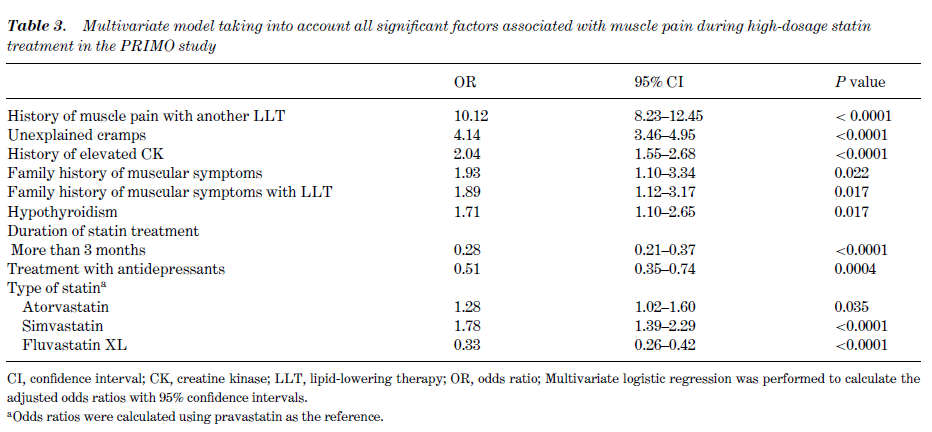 Table 3. Multivariate model taking into account all significant factors associated with muscle pain during high-dosage statin
treatment in the PRIMO study
OR 95% CI P value
History of muscle pain with another LLT 10.12 8.23–12.45 < 0.0001
Unexplained cramps 4.14 3.46–4.95 <0.0001
History of elevated CK 2.04 1.55–2.68 <0.0001
Family history of muscular symptoms 1.93 1.10–3.34 0.022
Family history of muscular symptoms with LLT 1.89 1.12–3.17 0.017
Hypothyroidism 1.71 1.10–2.65 0.017
Duration of statin treatment
More than 3 months 0.28 0.21–0.37 <0.0001
Treatment with antidepressants 0.51 0.35–0.74 0.0004
Type of statinᵃ
Atorvastatin 1.28 1.02–1.60 0.035
Simvastatin 1.78 1.39–2.29 <0.0001
Fluvastatin XL 0.33 0.26–0.42 <0.0001
CI, confidence interval; CK, creatine kinase; LLT, lipid-lowering therapy; OR, odds ratio; Multivariate logistic regression was performed to calculate the
adjusted odds ratios with 95% confidence intervals.
ᵃOdds ratios were calculated using pravastatin as the reference.